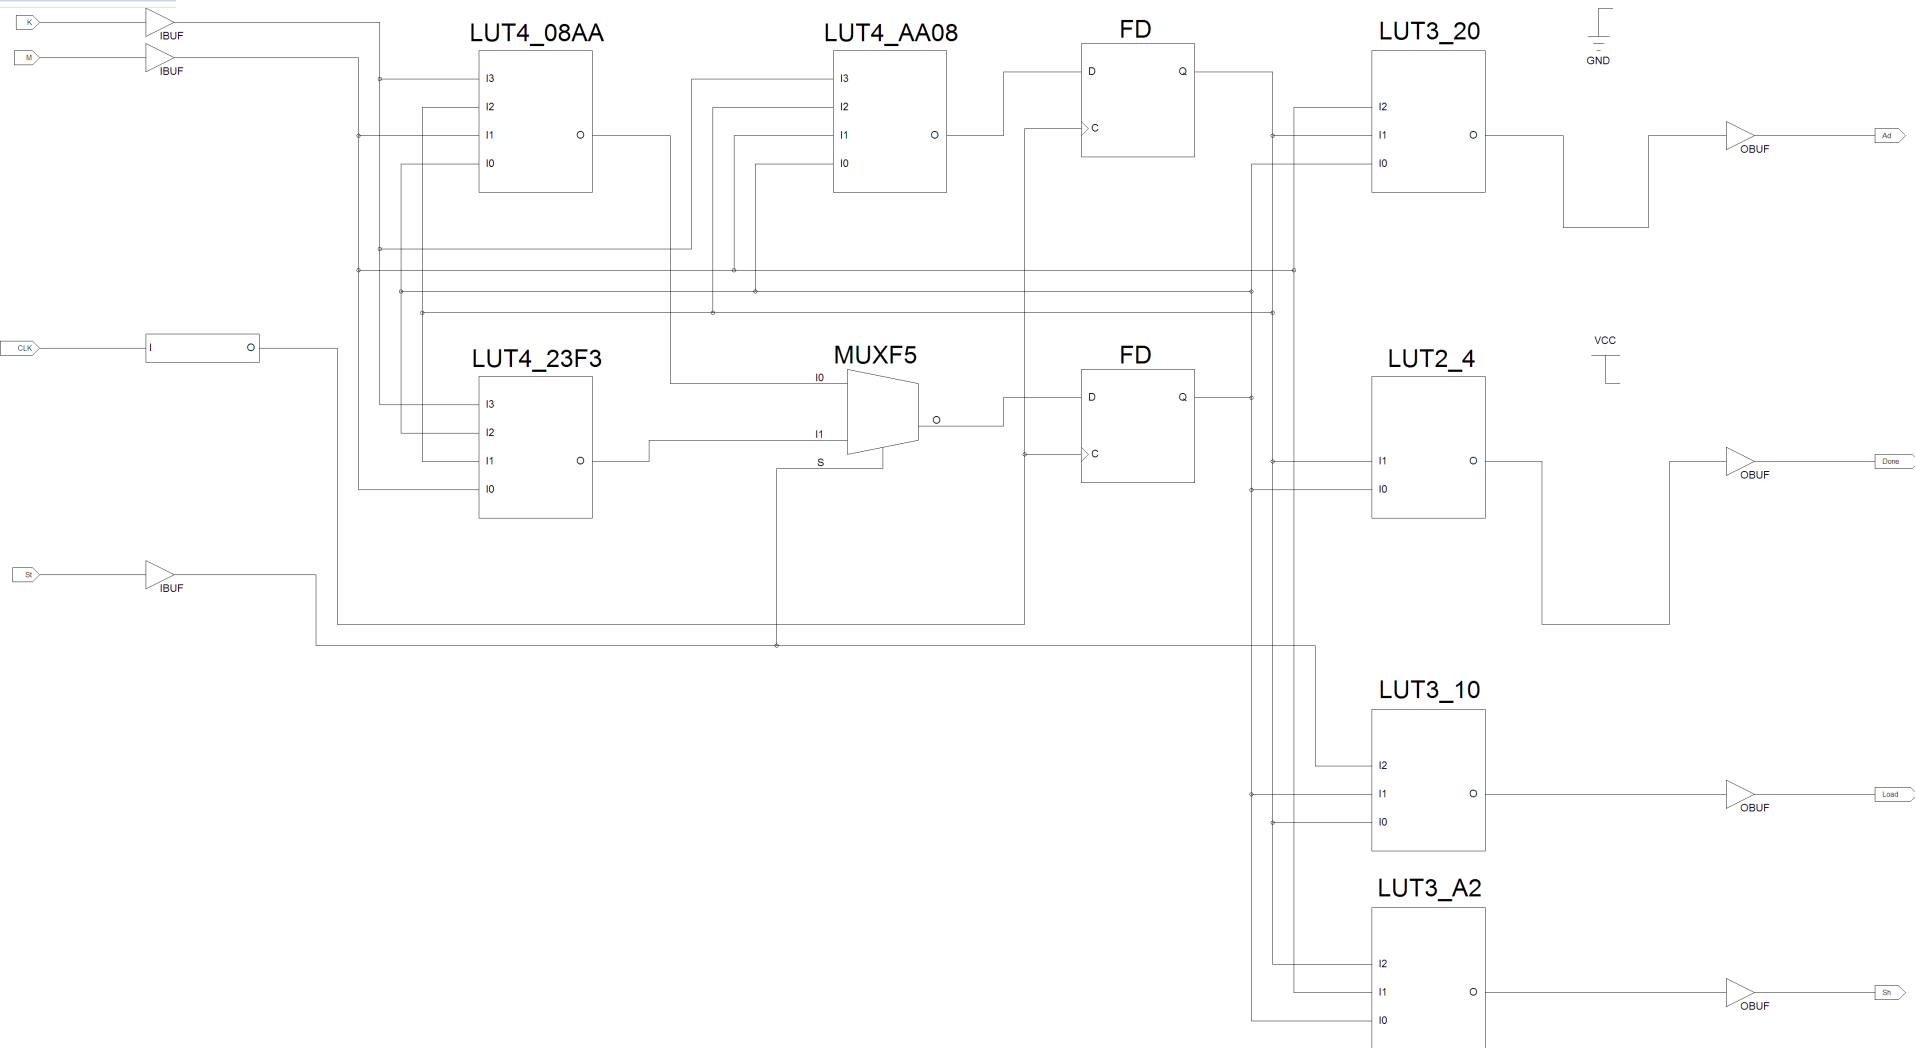 K
IBUF
M
IBUF
LUT4_08AA
I3
I2
I1
I0
O
LUT4_AA08
I3
I2
I1
I0
O
FD
D
Q
C
LUT3_20
I2
I1
I0
O
GND
OBUF
Ad
CLK
I
O
LUT4_23F3
I3
I2
I1
I0
O
MUXF5
I0
I1
S
O
FD
D
Q
C
LUT2_4
I1
I0
O
VCC
OBUF
Done
St
IBUF
LUT3_10
I2
I1
I0
O
OBUF
Load
LUT3_A2
I2
I1
I0
O
OBUF
Sh